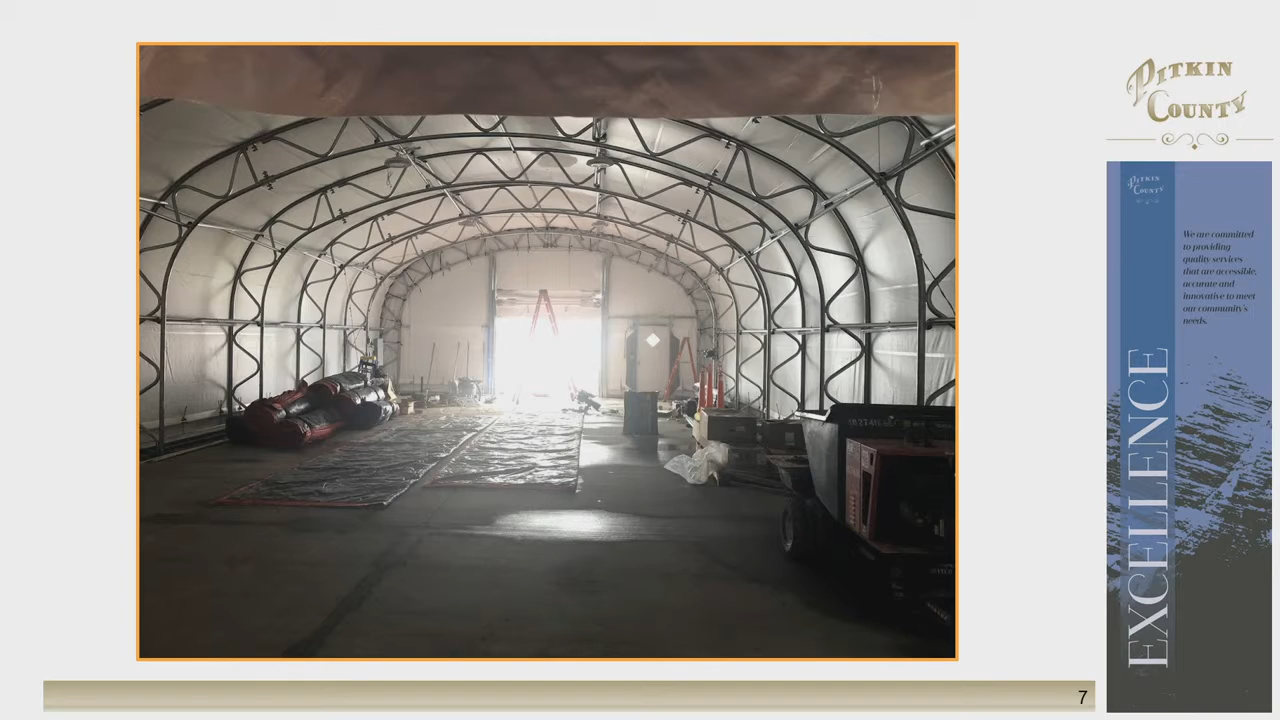 PITKIN
COUNTY
PITKIN
COUNTY
We are committed
to providing
quality services
that are accessible,
accurate and
innovative to meet
our community's
needs.
EXCELLENCE
7